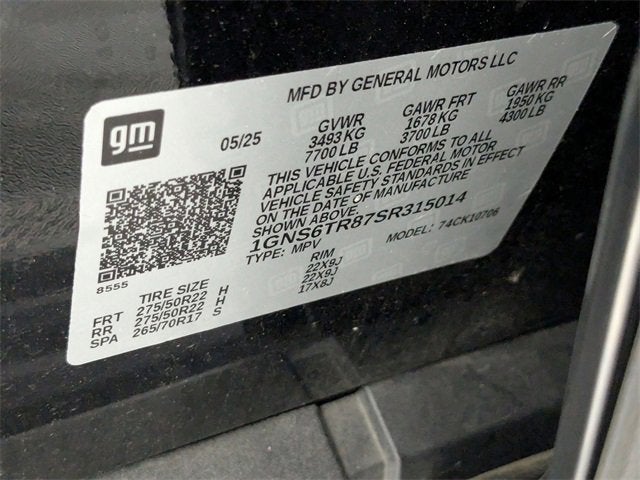 MFD BY GENERAL MOTORS LLC
gm
05/25
GVWR GAWR FRT GAWR RR
3493 KG 1678 KG 1950 KG
7700 LB 3700 LB 4300 LB
THIS VEHICLE CONFORMS TO ALL
APPLICABLE U.S. FEDERAL MOTOR
VEHICLE SAFETY STANDARDS IN EFFECT
ON THE DATE OF MANUFACTURE
SHOWN ABOVE.
1GNS6TR87SR315014
TYPE: MPV MODEL: 74CK10706
8555
TIRE SIZE RIM
FRT 275/50R22 H 22X9J
RR 275/50R22 H 22X9J
SPA 265/70R17 S 17X8J